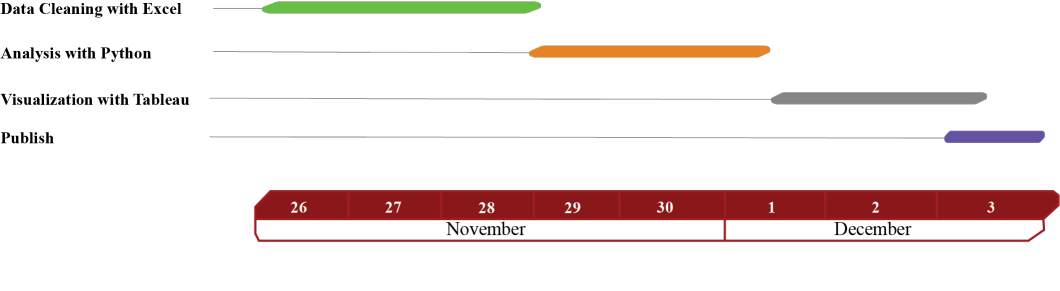 Data Cleaning with Excel
Analysis with Python
Visualization with Tableau
Publish
26 27 28 29 30 1 2 3
November December